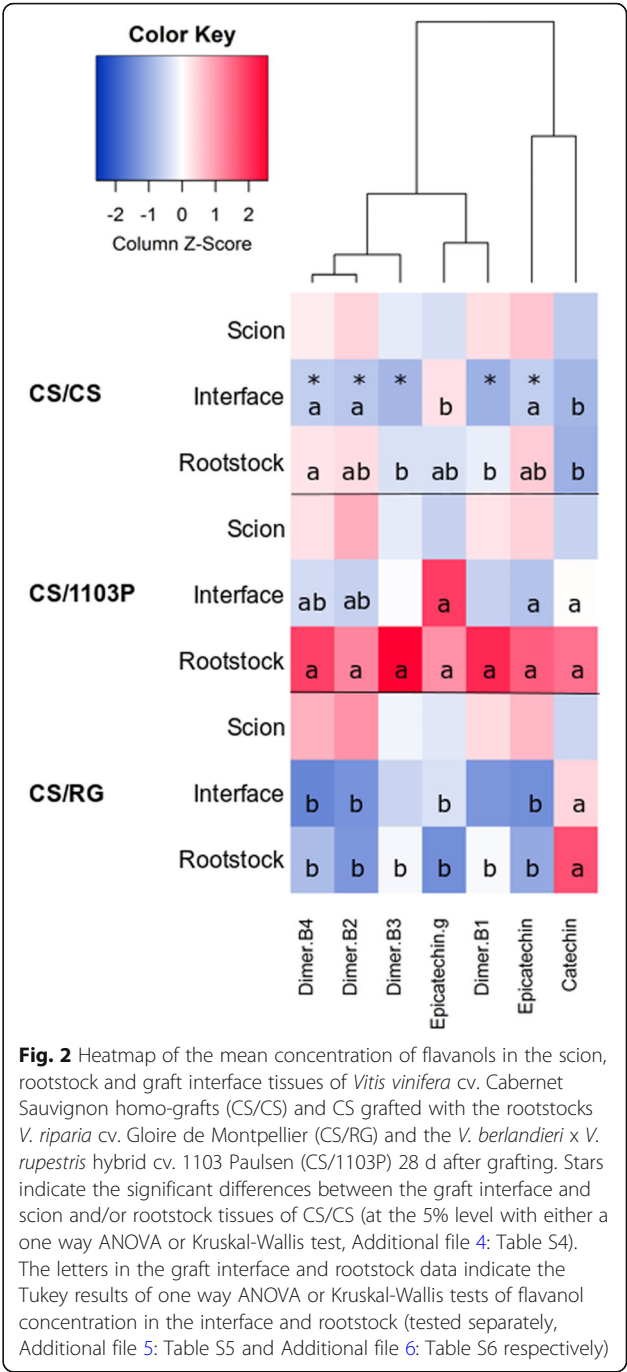 Color Key
-2 -1 0 1 2
Column Z-Score
Scion
CS/CS
Interface
* * * * *
a a b a b
Rootstock
a ab b ab b ab b
Scion
CS/1103P
Interface
ab ab a a a
Rootstock
a a a a a a a
Scion
CS/RG
Interface
b b b b a
Rootstock
b b b b b b a
Dimer.B4
Dimer.B2
Dimer.B3
Epicatechin.g
Dimer.B1
Epicatechin
Catechin
Fig. 2 Heatmap of the mean concentration of flavanols in the scion,
rootstock and graft interface tissues of Vitis vinifera cv. Cabernet
Sauvignon homo-grafts (CS/CS) and CS grafted with the rootstocks
V. riparia cv. Gloire de Montpellier (CS/RG) and the V. berlandieri x V.
rupestris hybrid cv. 1103 Paulsen (CS/1103P) 28 d after grafting. Stars
indicate the significant differences between the graft interface and
scion and/or rootstock tissues of CS/CS (at the 5% level with either a
one way ANOVA or Kruskal-Wallis test, Additional file 4: Table S4).
The letters in the graft interface and rootstock data indicate the
Tukey results of one way ANOVA or Kruskal-Wallis tests of flavanol
concentration in the interface and rootstock (tested separately,
Additional file 5: Table S5 and Additional file 6: Table S6 respectively)